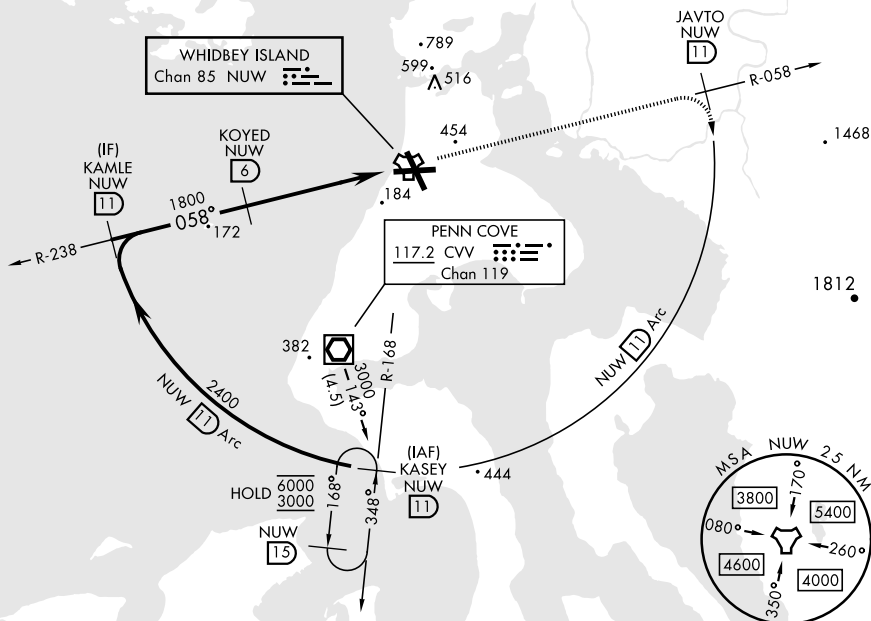 JAVTO
NUW
11
R-058
789
599
516
WHIDBEY ISLAND
Chan 85 NUW
454
1468
KOYED
NUW
6
(IF)
KAMLE
NUW
11
1800
058°
172
184
R-238
PENN COVE
117.2 CVV
Chan 119
1812
382
R-168
3000
143°
(4.5)
NUW 11 Arc
2400
NUW 11 Arc
(IAF)
KASEY
NUW
11
444
HOLD 6000
3000
168°
348°
NUW
15
MSA NUW 25 NM
3800
170°
5400
080°
260°
4600
4000
350°